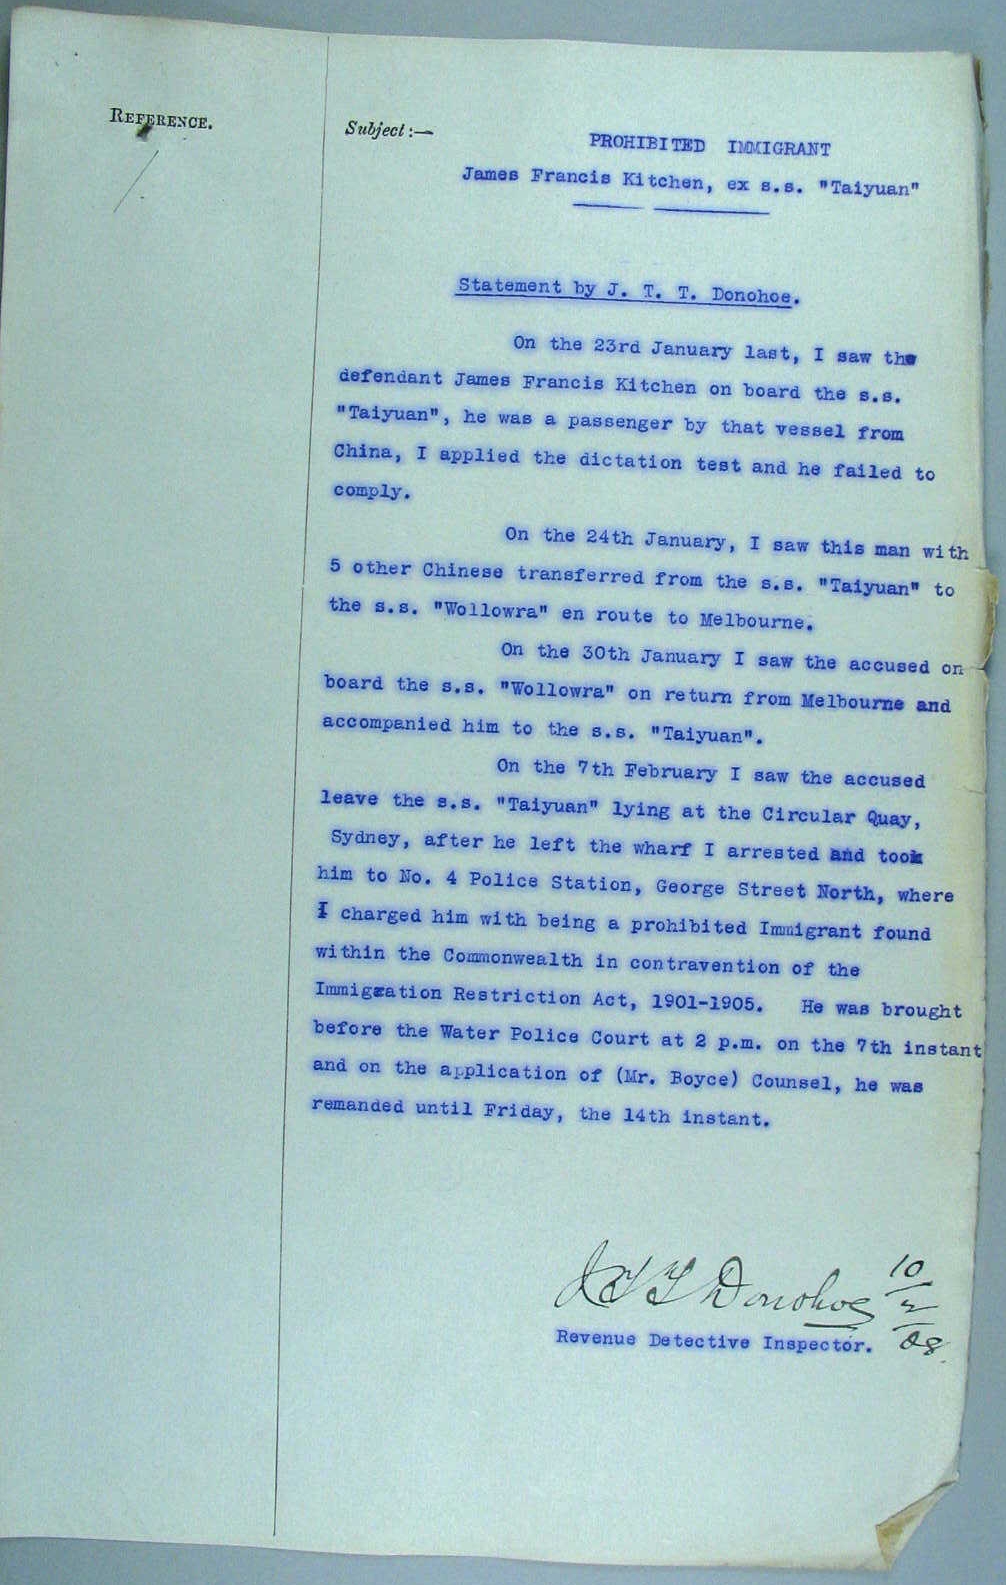 REFERENCE.
Subject:—
PROHIBITED IMMIGRANT
James Francis Kitchen, ex s.s. "Taiyuan"
Statement by J. T. T. Donohoe.
On the 23rd January last, I saw the
defendant James Francis Kitchen on board the s.s.
"Taiyuan", he was a passenger by that vessel from
China, I applied the dictation test and he failed to
comply.
On the 24th January, I saw this man with
5 other Chinese transferred from the s.s. "Taiyuan" to
the s.s. "Wollowra" en route to Melbourne.
On the 30th January I saw the accused on
board the s.s. "Wollowra" on return from Melbourne and
accompanied him to the s.s. "Taiyuan".
On the 7th February I saw the accused
leave the s.s. "Taiyuan" lying at the Circular Quay,
Sydney, after he left the wharf I arrested and took
him to No. 4 Police Station, George Street North, where
I charged him with being a prohibited Immigrant found
within the Commonwealth in contravention of the
Immigration Restriction Act, 1901-1905. He was brought
before the Water Police Court at 2 p.m. on the 7th instant
and on the application of (Mr. Boyce) Counsel, he was
remanded until Friday, the 14th instant.
J T T Donohoe 10/2/08
Revenue Detective Inspector.